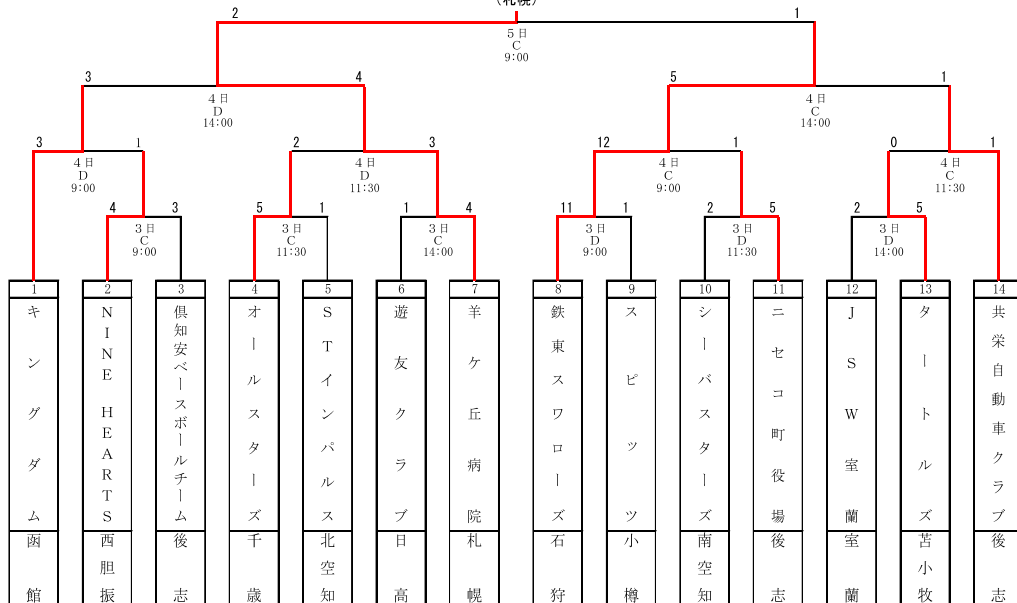 (札幌)
2 1
5日
C
9:00
3 4 5 1
4日
D
14:00
4日
C
14:00
3 1 2 3 12 1 0 1
4日
D
9:00
4日
D
11:30
4日
C
9:00
4日
C
11:30
4 3 5 1 1 4 11 1 2 5 2 5
3日
C
9:00
3日
C
11:30
3日
C
14:00
3日
D
9:00
3日
D
11:30
3日
D
14:00
1
キングダム
函館
2
NINE HEARTS
西胆振
3
倶知安ベースボールチーム
後志
4
オールスターズ
千歳
5
STインパルス
北空知
6
遊友クラブ
日高
7
羊ケ丘病院
札幌
8
鉄東スワローズ
石狩
9
スピッツ
小樽
10
シーバスターズ
南空知
11
ニセコ町役場
後志
12
JSW室蘭
室蘭
13
タートルズ
苫小牧
14
共栄自動車クラブ
後志